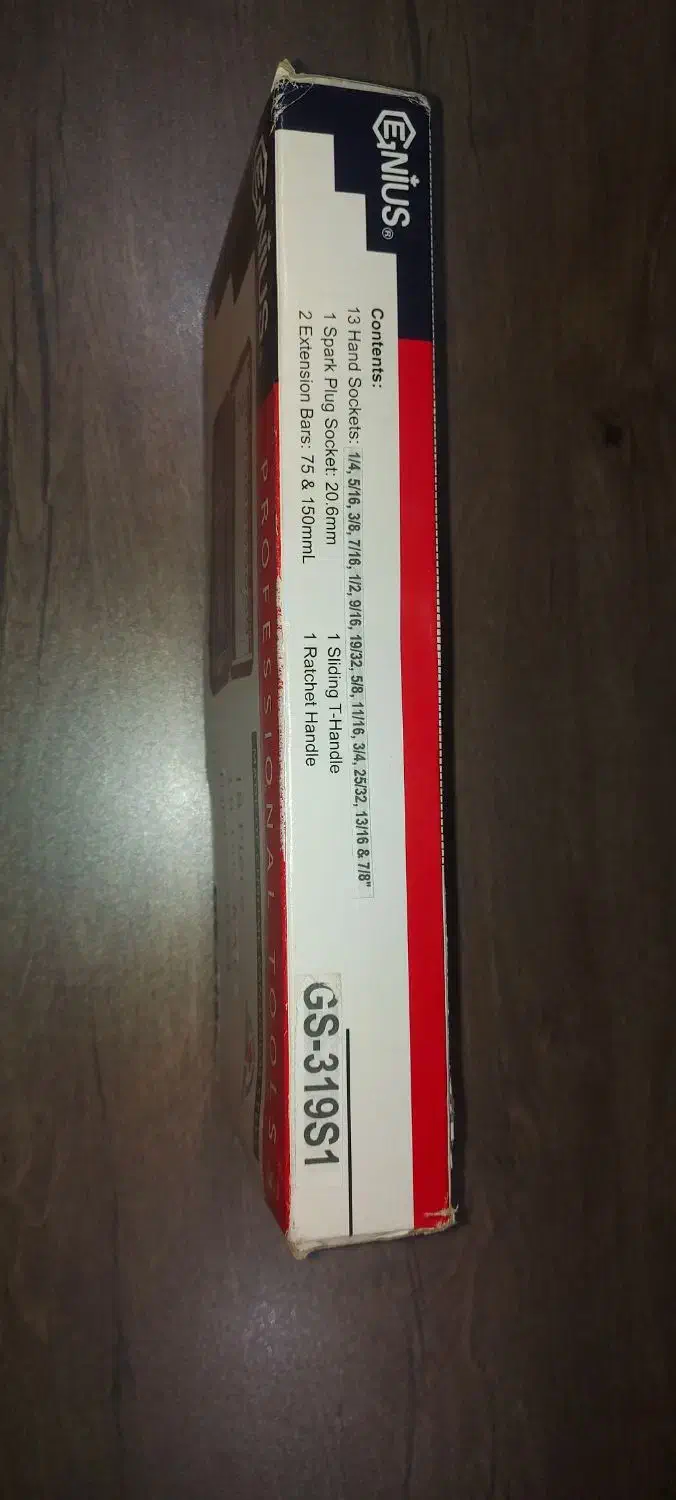 GENIUS®
Contents:
13 Hand Sockets: 1/4, 5/16, 3/8, 7/16, 1/2, 9/16, 19/32, 5/8, 11/16, 3/4, 25/32, 13/16 & 7/8"
1 Spark Plug Socket: 20.6mm 1 Sliding T-Handle
2 Extension Bars: 75 & 150mmL 1 Ratchet Handle
GS-319S1
GENIUS
PROFESSIONAL TOOLS